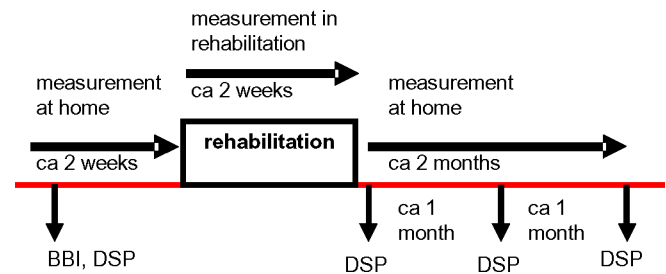 measurement in
rehabilitation
ca 2 weeks
measurement
at home
ca 2 weeks
rehabilitation
measurement
at home
ca 2 months
BBI, DSP
DSP
ca 1
month
DSP
ca 1
month
DSP